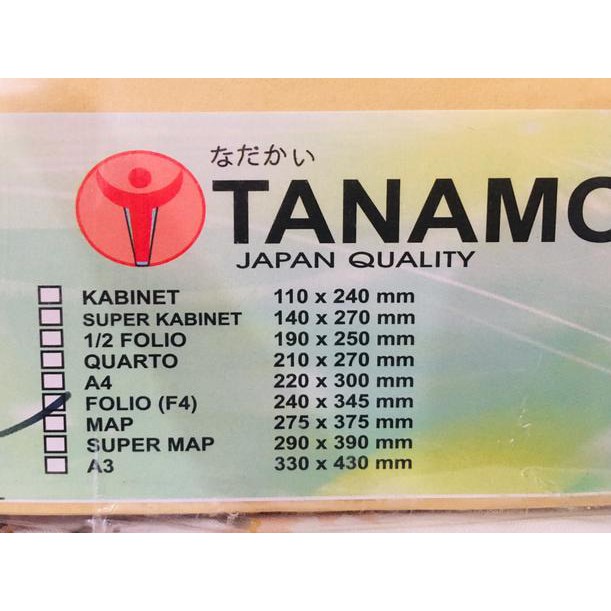 なだかい
TANAMO
JAPAN QUALITY
KABINET 110 x 240 mm
SUPER KABINET 140 x 270 mm
1/2 FOLIO 190 x 250 mm
QUARTO 210 x 270 mm
A4 220 x 300 mm
FOLIO (F4) 240 x 345 mm
MAP 275 x 375 mm
SUPER MAP 290 x 390 mm
A3 330 x 430 mm